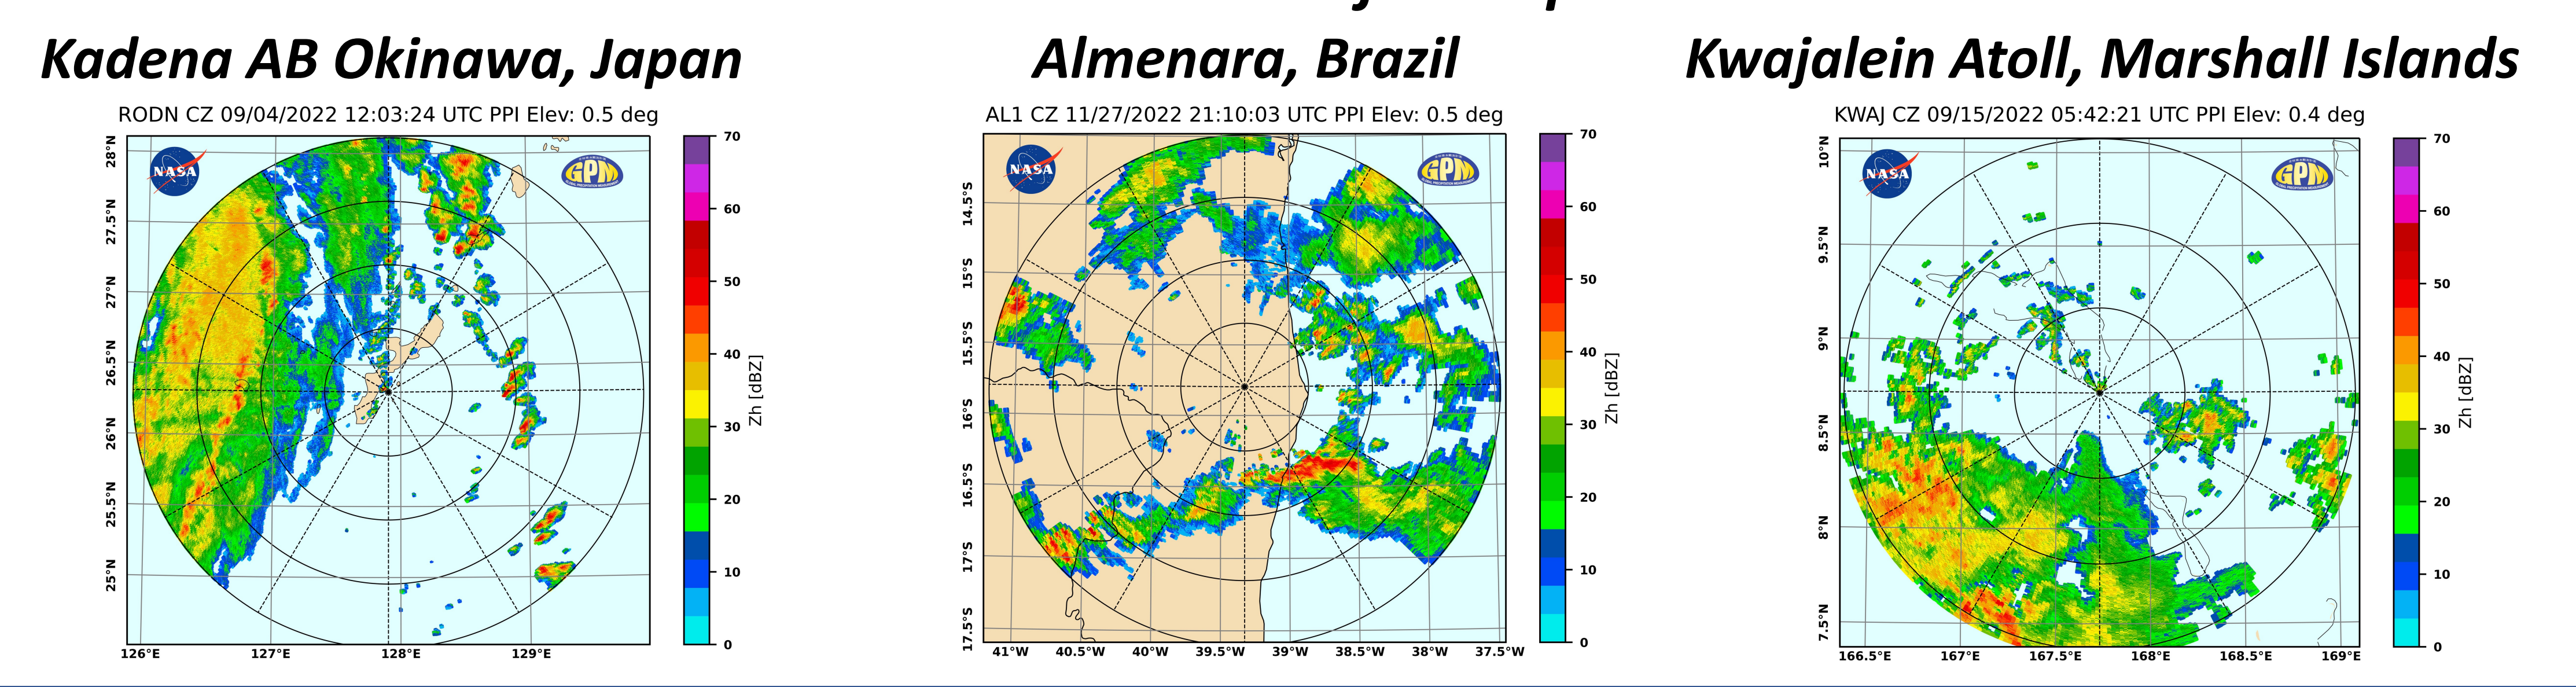 Kadena AB Okinawa, Japan
RODN CZ 09/04/2022 12:03:24 UTC PPI Elev: 0.5 deg
NASA
GPM
28°N
27.5°N
27°N
26.5°N
26°N
25.5°N
25°N
126°E 127°E 128°E 129°E
70
60
50
40
30
20
10
0
Zh [dBZ]
Almenara, Brazil
AL1 CZ 11/27/2022 21:10:03 UTC PPI Elev: 0.5 deg
NASA
GPM
14.5°S
15°S
15.5°S
16°S
16.5°S
17°S
17.5°S
41°W 40.5°W 40°W 39.5°W 39°W 38.5°W 38°W 37.5°W
70
60
50
40
30
20
10
0
Zh [dBZ]
Kwajalein Atoll, Marshall Islands
KWAJ CZ 09/15/2022 05:42:21 UTC PPI Elev: 0.4 deg
NASA
GPM
10°N
9.5°N
9°N
8.5°N
8°N
7.5°N
166.5°E 167°E 167.5°E 168°E 168.5°E 169°E
70
60
50
40
30
20
10
0
Zh [dBZ]